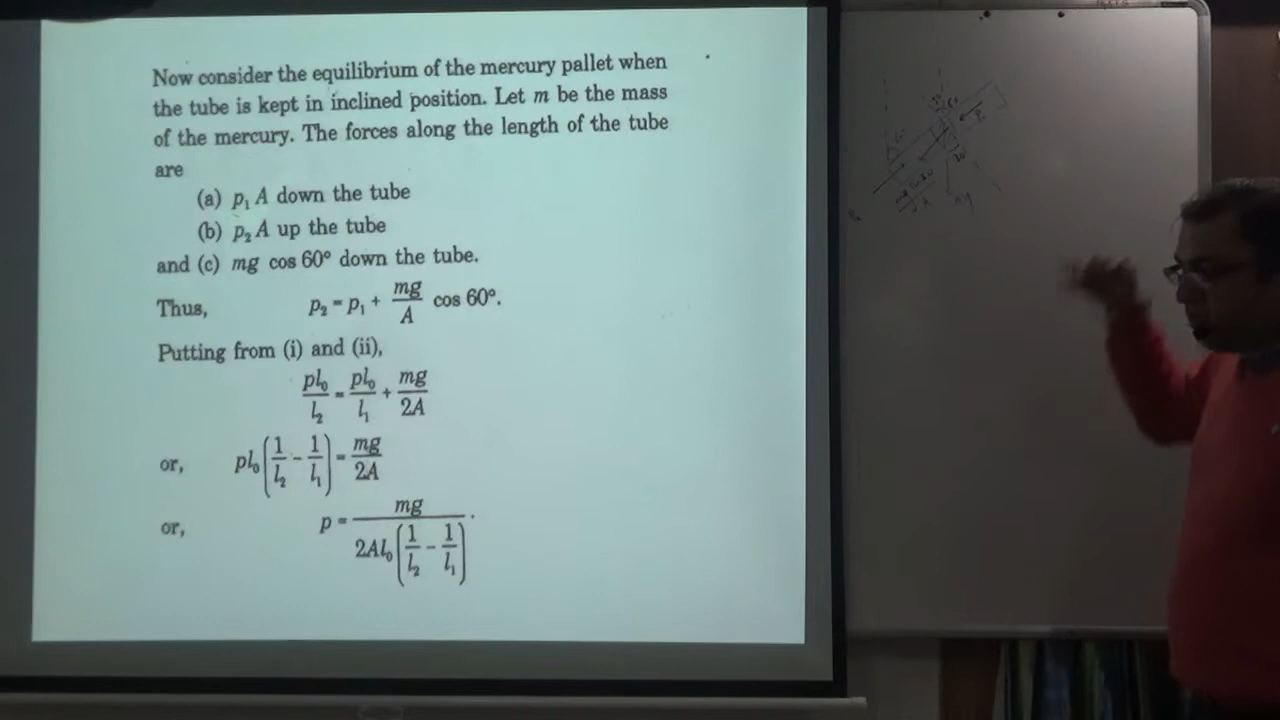 Now consider the equilibrium of the mercury pallet when
the tube is kept in inclined position. Let m be the mass
of the mercury. The forces along the length of the tube
are
(a) p₁ A down the tube
(b) p₂ A up the tube
and (c) mg cos 60° down the tube.
Thus, p₂ = p₁ + mg/A cos 60°.
Putting from (i) and (ii),
pl₀/l₂ = pl₀/l₁ + mg/2A
or, pl₀(1/l₂ - 1/l₁) = mg/2A
or, p = mg/2Al₀(1/l₂ - 1/l₁).